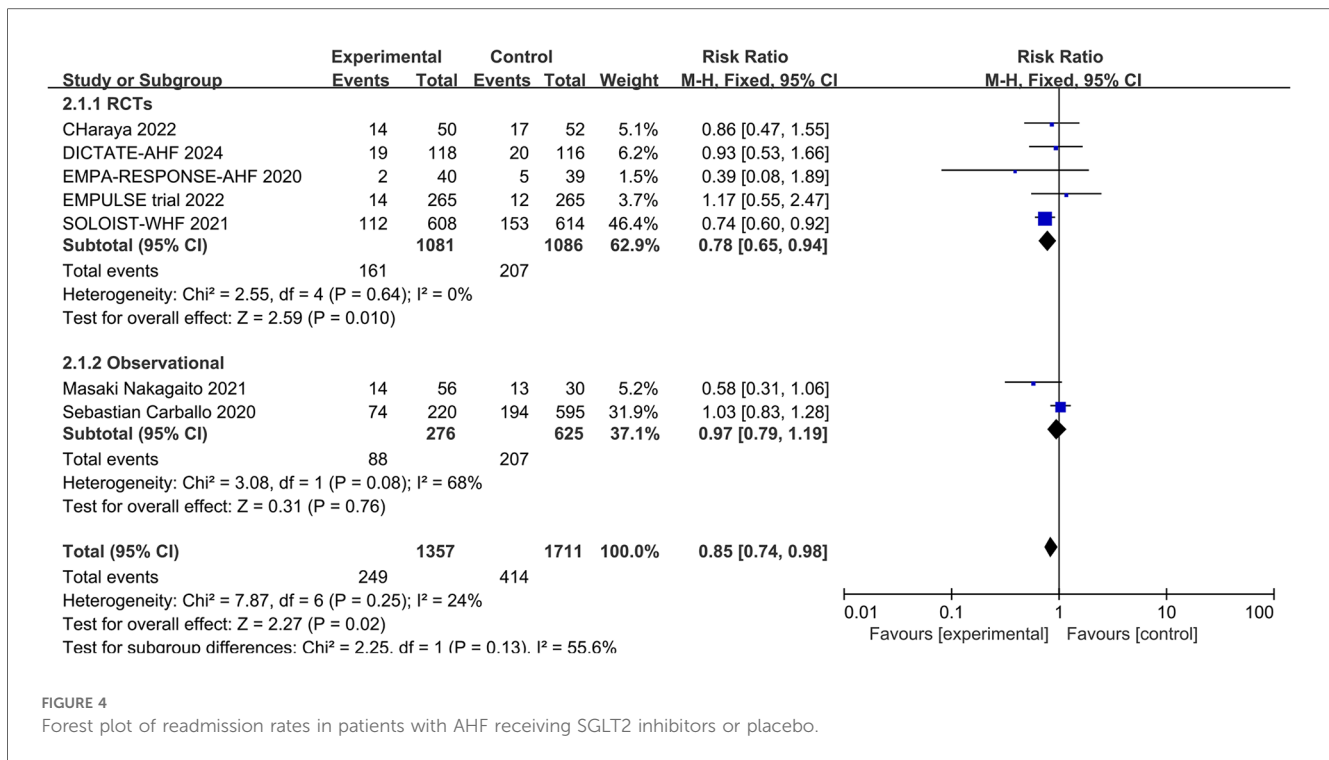 Experimental Control Risk Ratio Risk Ratio
Study or Subgroup Events Total Events Total Weight M-H, Fixed, 95% CI M-H, Fixed, 95% CI
2.1.1 RCTs
CHaraya 2022 14 50 17 52 5.1% 0.86 [0.47, 1.55]
DICTATE-AHF 2024 19 118 20 116 6.2% 0.93 [0.53, 1.66]
EMPA-RESPONSE-AHF 2020 2 40 5 39 1.5% 0.39 [0.08, 1.89]
EMPULSE trial 2022 14 265 12 265 3.7% 1.17 [0.55, 2.47]
SOLOIST-WHF 2021 112 608 153 614 46.4% 0.74 [0.60, 0.92]
Subtotal (95% CI) 1081 1086 62.9% 0.78 [0.65, 0.94]
Total events 161 207
Heterogeneity: Chi² = 2.55, df = 4 (P = 0.64); I² = 0%
Test for overall effect: Z = 2.59 (P = 0.010)
2.1.2 Observational
Masaki Nakagaito 2021 14 56 13 30 5.2% 0.58 [0.31, 1.06]
Sebastian Carballo 2020 74 220 194 595 31.9% 1.03 [0.83, 1.28]
Subtotal (95% CI) 276 625 37.1% 0.97 [0.79, 1.19]
Total events 88 207
Heterogeneity: Chi² = 3.08, df = 1 (P = 0.08); I² = 68%
Test for overall effect: Z = 0.31 (P = 0.76)
Total (95% CI) 1357 1711 100.0% 0.85 [0.74, 0.98]
Total events 249 414
Heterogeneity: Chi² = 7.87, df = 6 (P = 0.25); I² = 24%
Test for overall effect: Z = 2.27 (P = 0.02)
Test for subgroup differences: Chi² = 2.25, df = 1 (P = 0.13), I² = 55.6%
0.01 0.1 1 10 100
Favours [experimental] Favours [control]
FIGURE 4
Forest plot of readmission rates in patients with AHF receiving SGLT2 inhibitors or placebo.